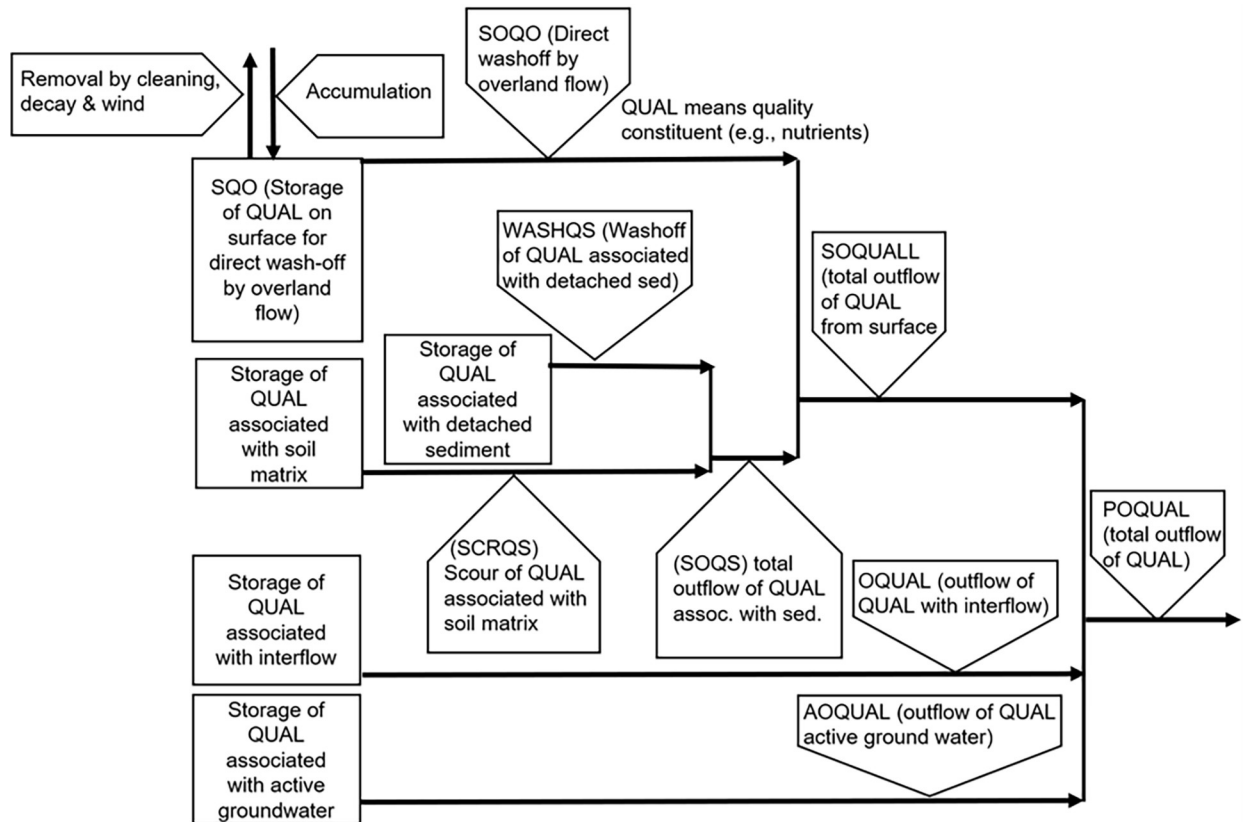 Removal by cleaning,
decay & wind
Accumulation
SOQO (Direct
washoff by
overland flow)
QUAL means quality
constituent (e.g., nutrients)
SQO (Storage
of QUAL on
surface for
direct wash-off
by overland
flow)
WASHQS (Washoff
of QUAL associated
with detached sed)
SOQUALL
(total outflow
of QUAL
from surface
Storage of
QUAL
associated
with soil
matrix
Storage of
QUAL
associated
with detached
sediment
(SCRQS)
Scour of QUAL
associated with
soil matrix
(SOQS) total
outflow of QUAL
assoc. with sed.
POQUAL
(total outflow
of QUAL)
Storage of
QUAL
associated
with interflow
OQUAL (outflow of
QUAL with interflow)
Storage of
QUAL
associated
with active
groundwater
AOQUAL (outflow of QUAL
active ground water)